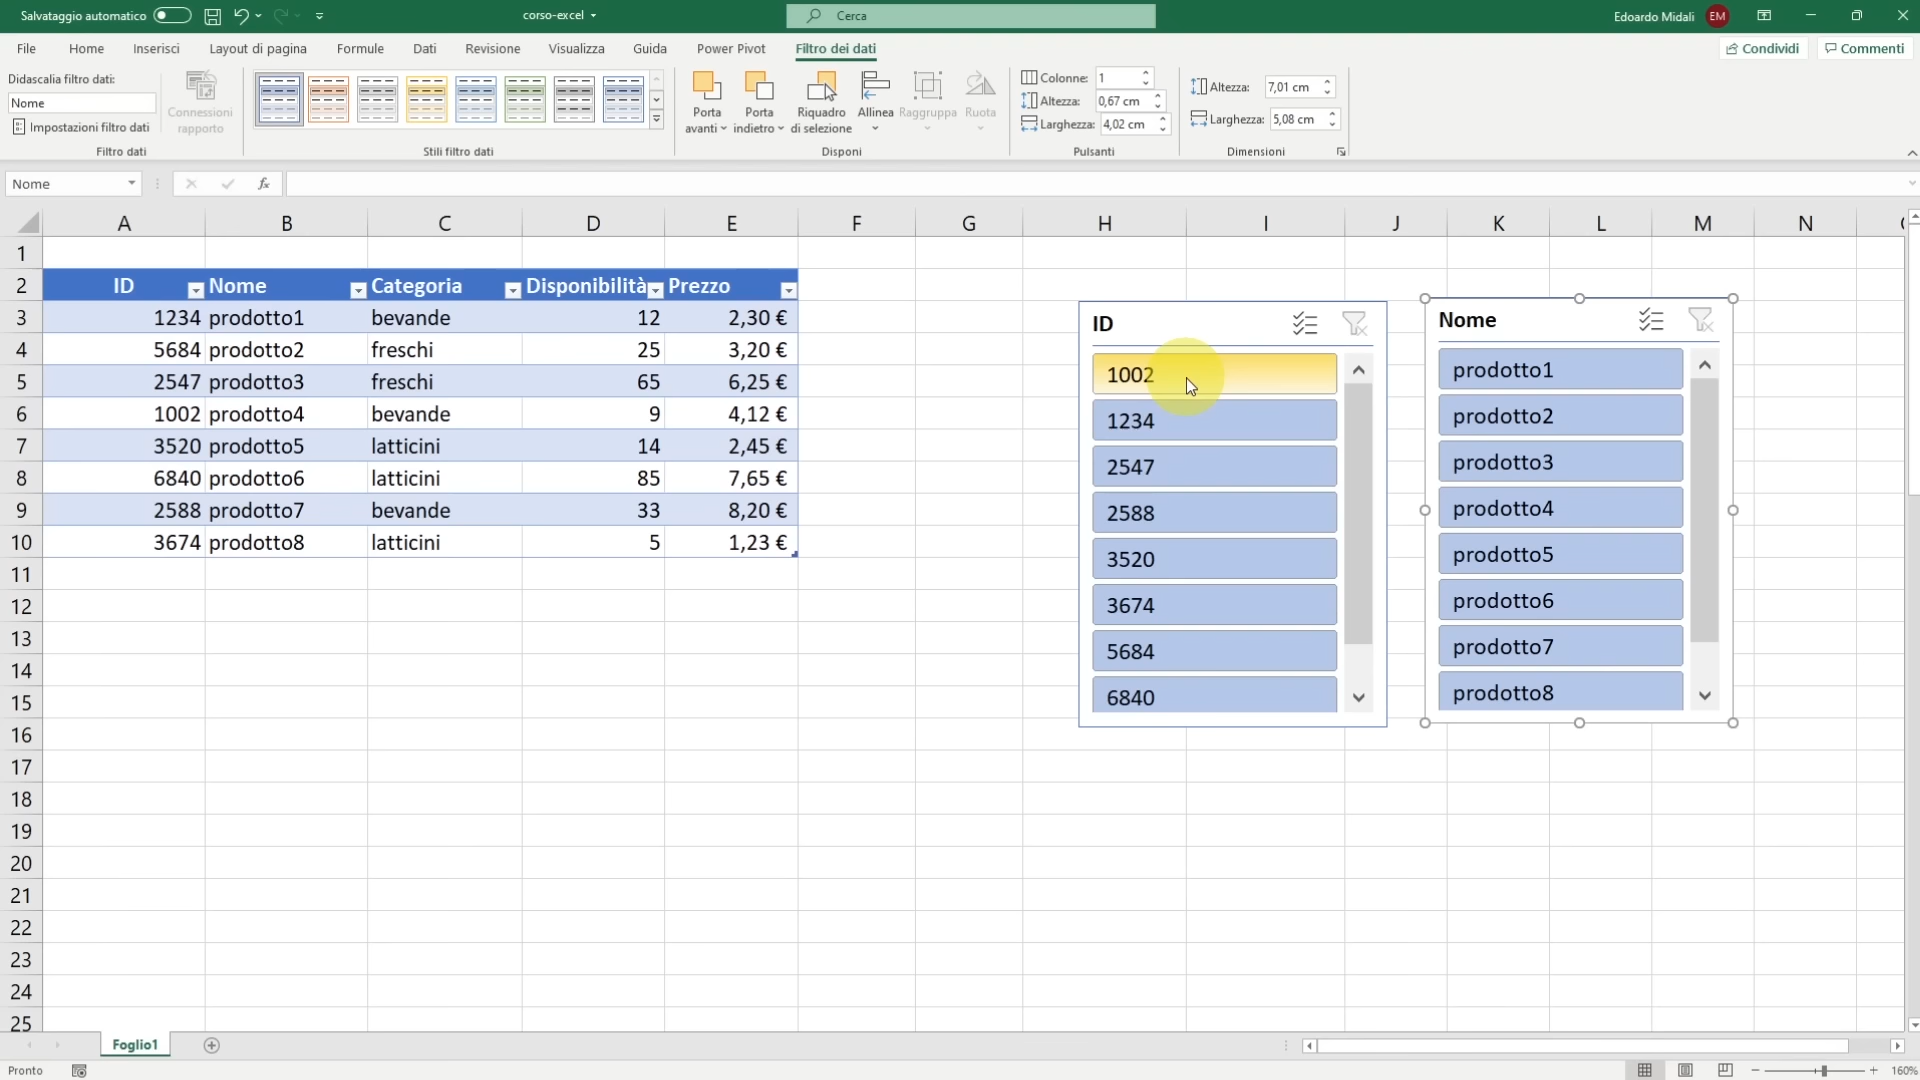 Salvataggio automatico
corso-excel
Cerca
Edoardo Midali
EM
File
Home
Inserisci
Layout di pagina
Formule
Dati
Revisione
Visualizza
Guida
Power Pivot
Filtro dei dati
Condividi
Commenti
Didascalia filtro dati:
Nome
Impostazioni filtro dati
Connessioni
rapporto
Filtro dati
Stili filtro dati
Porta
avanti
Porta
indietro
Riquadro
di selezione
Allinea
Raggruppa
Ruota
Disponi
Colonne: 1
Altezza: 0,67 cm
Larghezza: 4,02 cm
Pulsanti
Altezza: 7,01 cm
Larghezza: 5,08 cm
Dimensioni
Nome
fx
A B C D E F G H I J K L M N
1
2 ID Nome Categoria Disponibilità Prezzo
3 1234 prodotto1 bevande 12 2,30 €
4 5684 prodotto2 freschi 25 3,20 €
5 2547 prodotto3 freschi 65 6,25 €
6 1002 prodotto4 bevande 9 4,12 €
7 3520 prodotto5 latticini 14 2,45 €
8 6840 prodotto6 latticini 85 7,65 €
9 2588 prodotto7 bevande 33 8,20 €
10 3674 prodotto8 latticini 5 1,23 €
11
12
13
14
15
16
17
18
19
20
21
22
23
24
25
ID
1002
1234
2547
2588
3520
3674
5684
6840
Nome
prodotto1
prodotto2
prodotto3
prodotto4
prodotto5
prodotto6
prodotto7
prodotto8
Foglio1
Pronto
160%